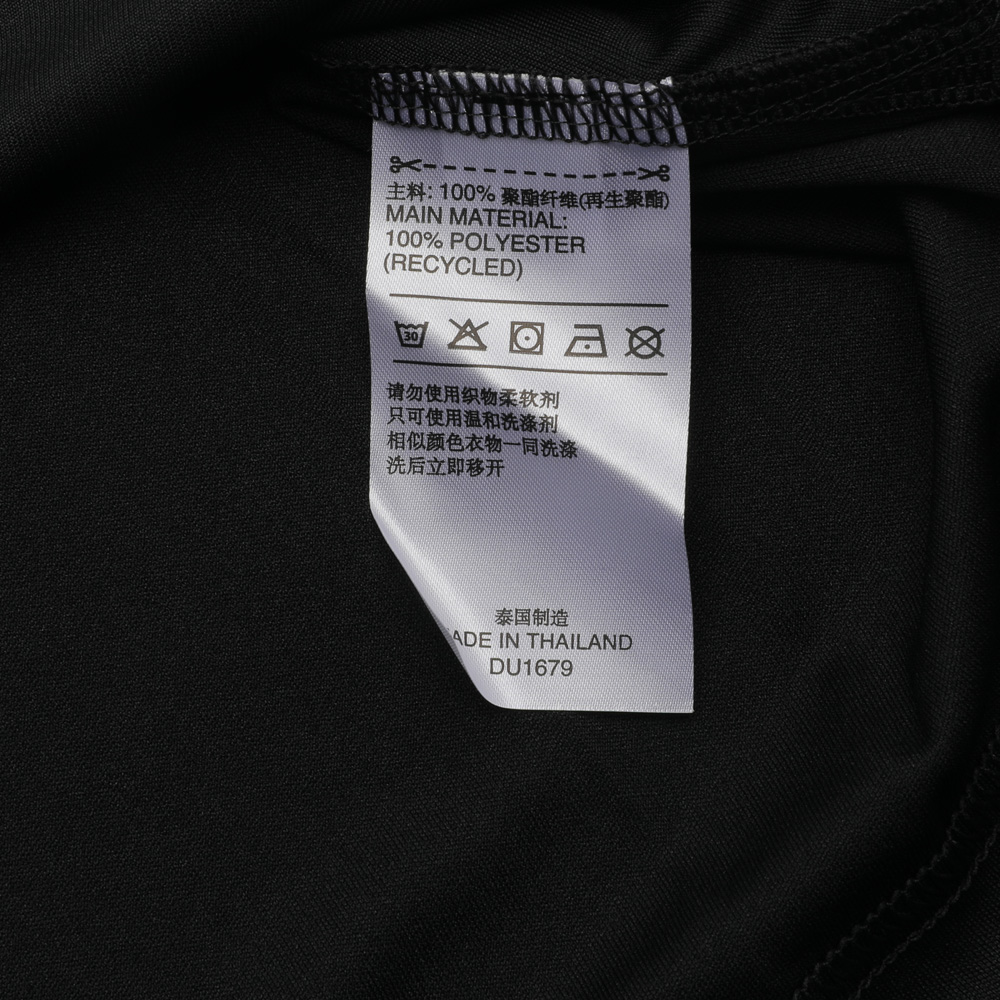 主料: 100% 聚酯纤维(再生聚酯)
MAIN MATERIAL:
100% POLYESTER
(RECYCLED)
30
请勿使用织物柔软剂
只可使用温和洗涤剂
相似颜色衣物一同洗涤
洗后立即移开
泰国制造
ADE IN THAILAND
DU1679